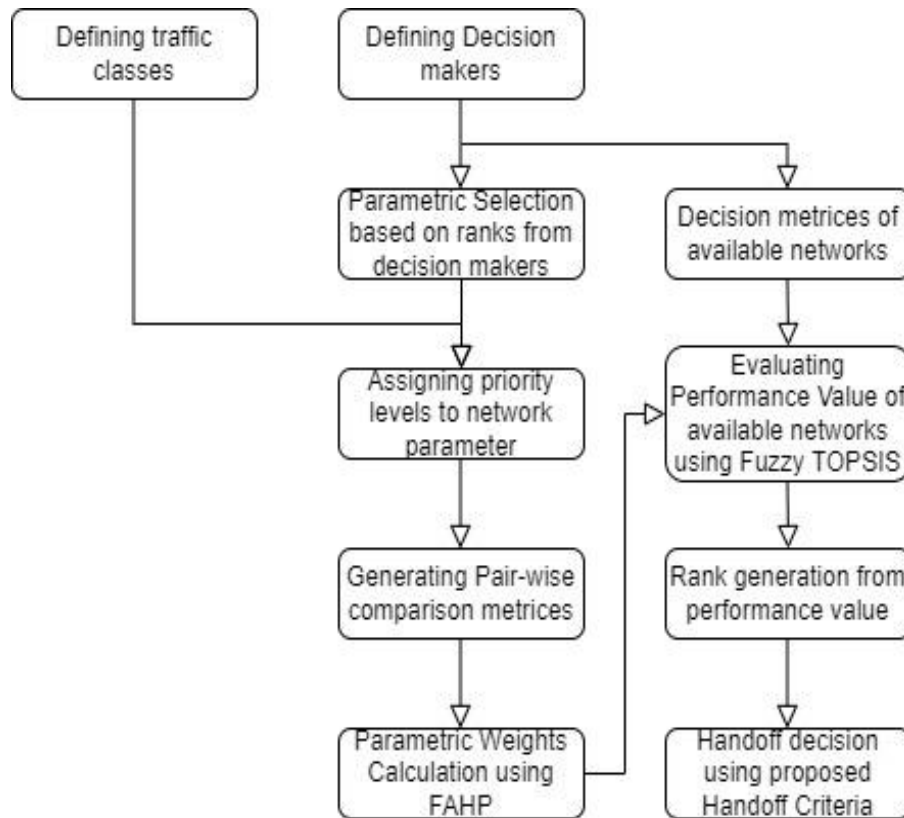 Defining traffic
classes
Defining Decision
makers
Parametric Selection
based on ranks from
decision makers
Decision metrices of
available networks
Assigning priority
levels to network
parameter
Evaluating
Performance Value of
available networks
using Fuzzy TOPSIS
Generating Pair-wise
comparison metrices
Rank generation from
performance value
Parametric Weights
Calculation using
FAHP
Handoff decision
using proposed
Handoff Criteria